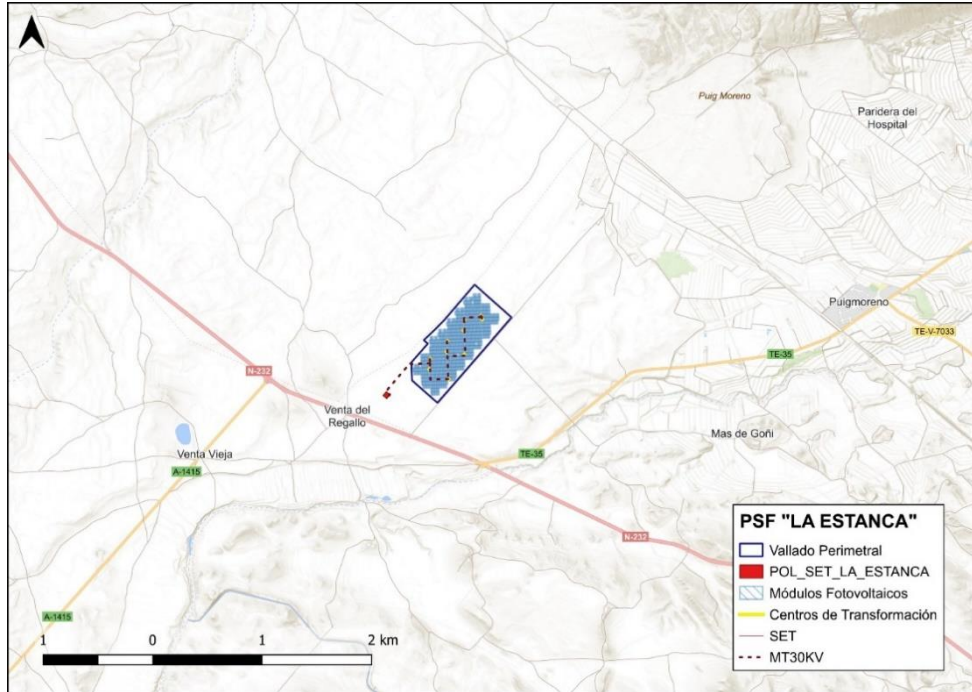 Puig Moreno
Paridera del
Hospital
Puigmoreno
TE-V-7033
TE-35
N-232
Venta del
Regallo
Mas de Goñi
Venta Vieja
TE-35
A-1415
N-232
A-1415
1 0 1 2 km
PSF "LA ESTANCA"
Vallado Perimetral
POL_SET_LA_ESTANCA
Módulos Fotovoltaicos
Centros de Transformación
SET
MT30KV